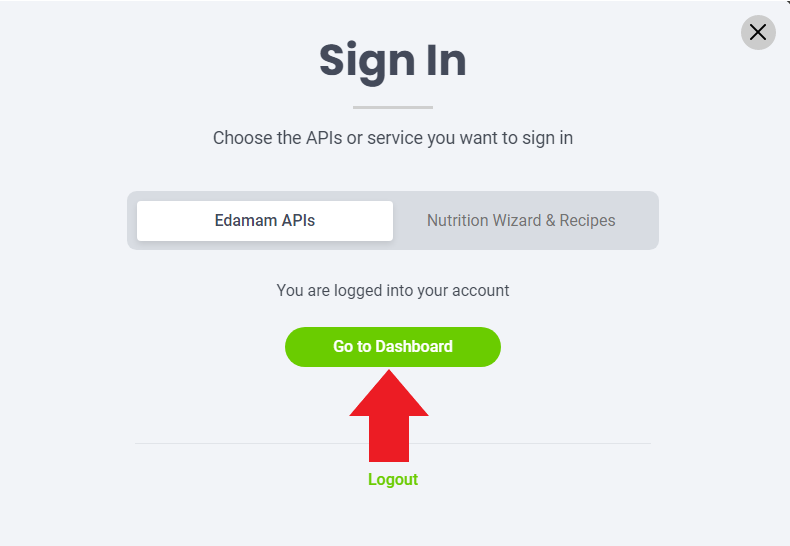 Sign In
Choose the APIs or service you want to sign in
Edamam APIs
Nutrition Wizard & Recipes
You are logged into your account
Go to Dashboard
Logout